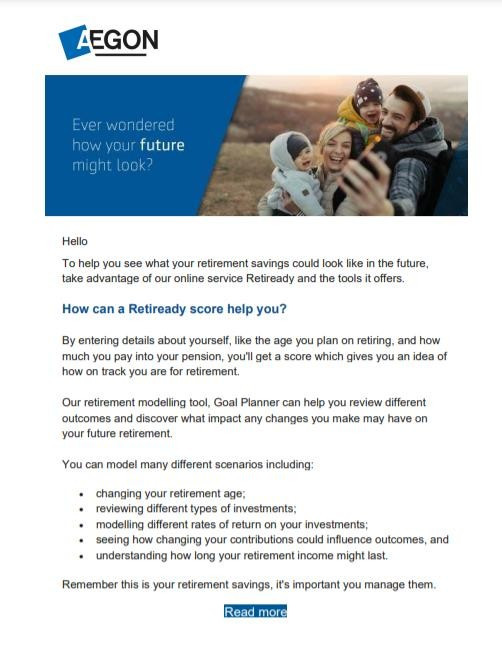 AEGON
Ever wondered
how your future
might look?
Hello
To help you see what your retirement savings could look like in the future,
take advantage of our online service Retiready and the tools it offers.
How can a Retiready score help you?
By entering details about yourself, like the age you plan on retiring, and how
much you pay into your pension, you'll get a score which gives you an idea of
how on track you are for retirement.
Our retirement modelling tool, Goal Planner can help you review different
outcomes and discover what impact any changes you make may have on
your future retirement.
You can model many different scenarios including:
• changing your retirement age;
• reviewing different types of investments;
• modelling different rates of return on your investments;
• seeing how changing your contributions could influence outcomes, and
• understanding how long your retirement income might last.
Remember this is your retirement savings, it's important you manage them.
Read more